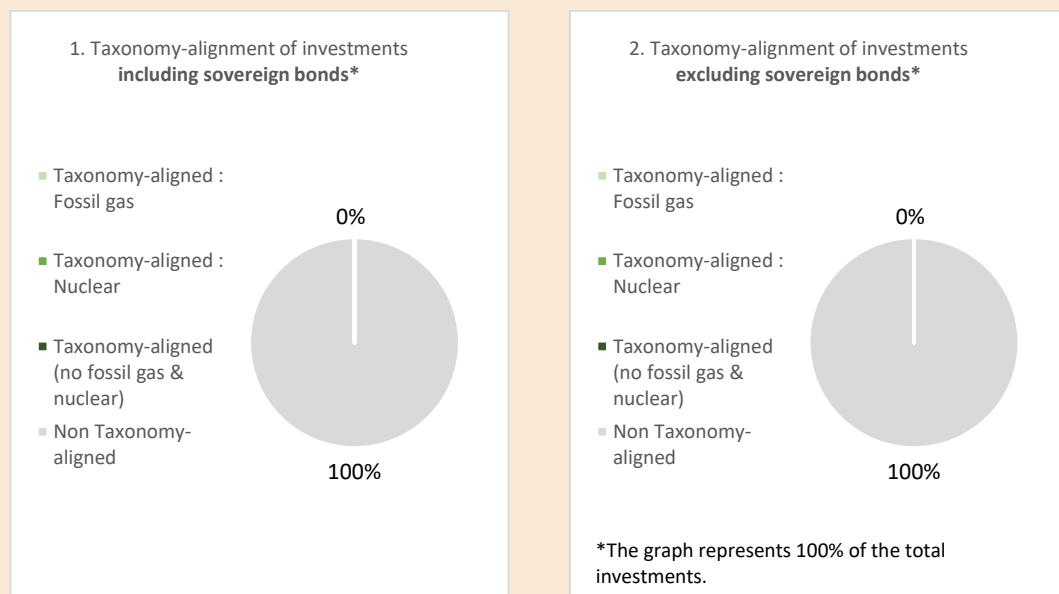 1. Taxonomy-alignment of investments
including sovereign bonds*
Taxonomy-aligned :
Fossil gas
Taxonomy-aligned :
Nuclear
Taxonomy-aligned
(no fossil gas &
nuclear)
Non Taxonomy-
aligned
0%
100%
2. Taxonomy-alignment of investments
excluding sovereign bonds*
Taxonomy-aligned :
Fossil gas
Taxonomy-aligned :
Nuclear
Taxonomy-aligned
(no fossil gas &
nuclear)
Non Taxonomy-
aligned
0%
100%
*The graph represents 100% of the total
investments.